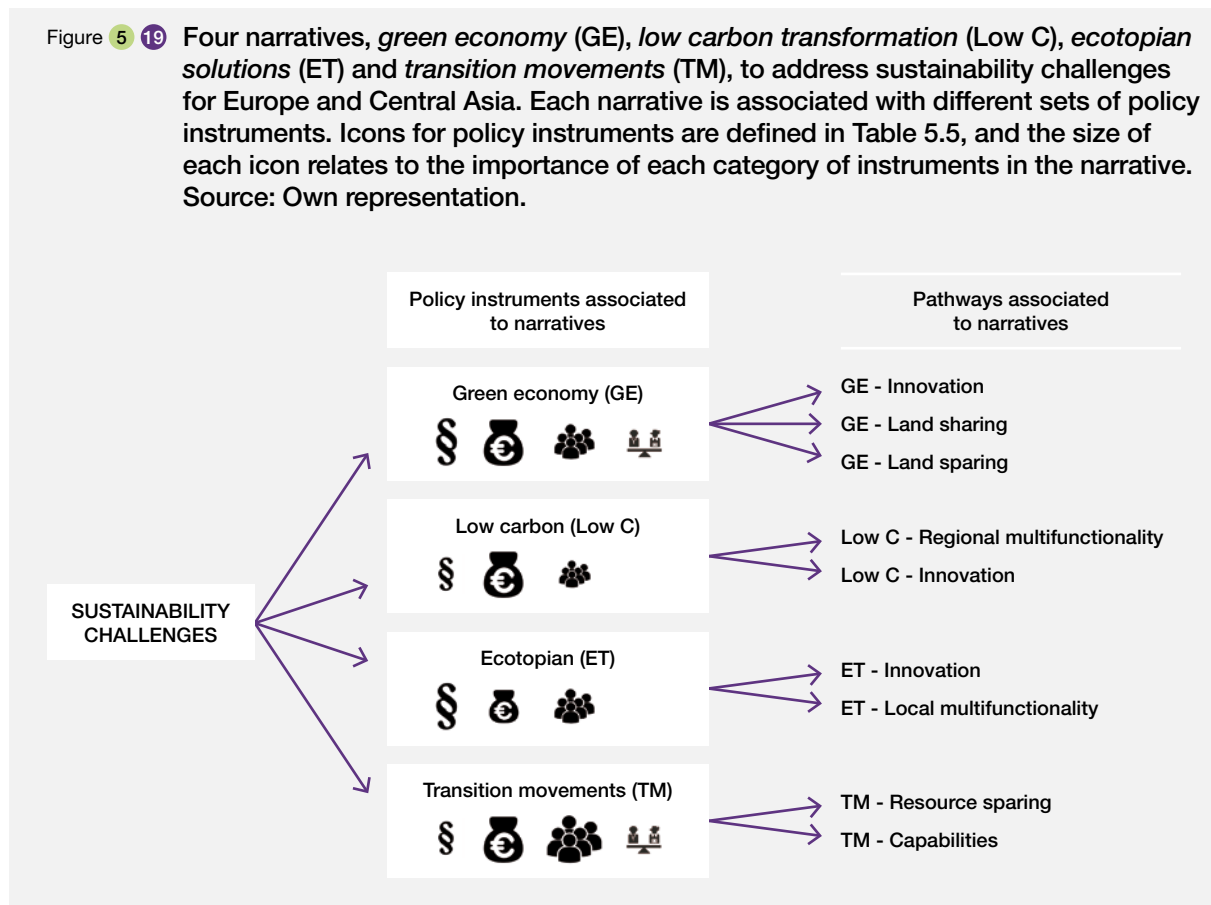 Figure 5 19 Four narratives, green economy (GE), low carbon transformation (Low C), ecotopian
solutions (ET) and transition movements (TM), to address sustainability challenges
for Europe and Central Asia. Each narrative is associated with different sets of policy
instruments. Icons for policy instruments are defined in Table 5.5, and the size of
each icon relates to the importance of each category of instruments in the narrative.
Source: Own representation.
Policy instruments associated
to narratives
Pathways associated
to narratives
Green economy (GE)
§ €
GE - Innovation
GE - Land sharing
GE - Land sparing
Low carbon (Low C)
§ €
Low C - Regional multifunctionality
Low C - Innovation
SUSTAINABILITY
CHALLENGES
Ecotopian (ET)
§ €
ET - Innovation
ET - Local multifunctionality
Transition movements (TM)
§ €
TM - Resource sparing
TM - Capabilities